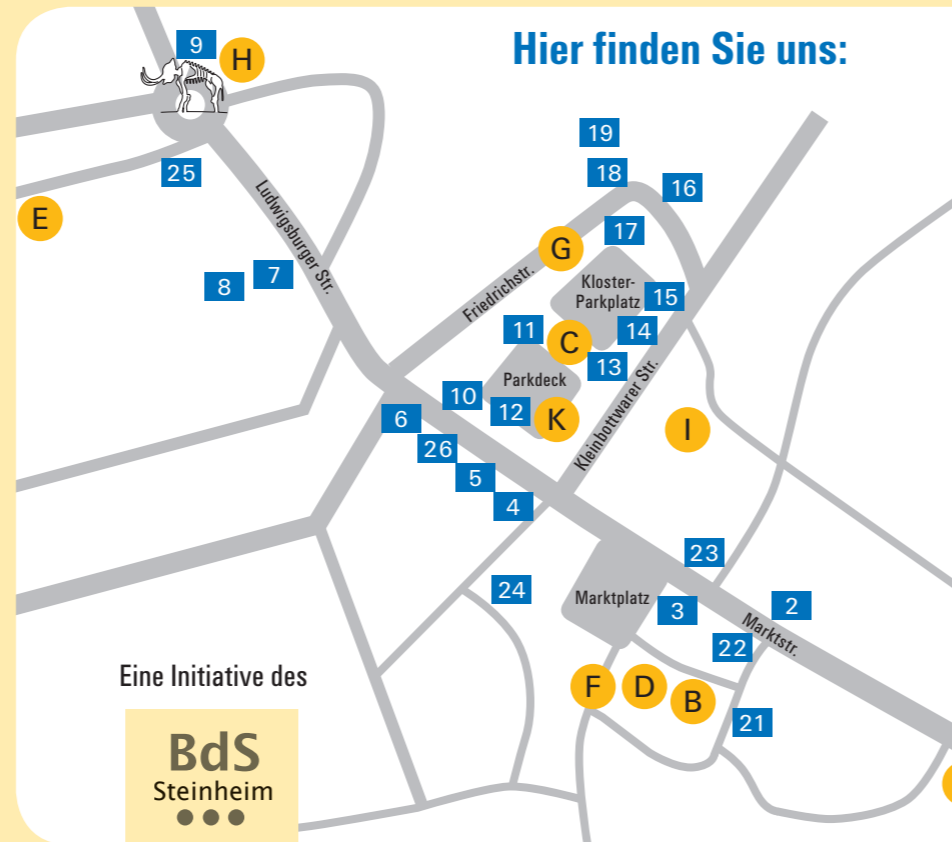 Hier finden Sie uns:
9
H
19
18
16
25
E
17
G
Ludwigsburger Str.
8
7
Friedrichstr.
Kloster-
Parkplatz
15
11
C
14
13
Parkdeck
10
12
K
6
Kleinbottwarer Str.
I
26
5
4
23
24
Marktplatz
3
2
Marktstr.
22
F
D
B
21
Eine Initiative des
BdS
Steinheim